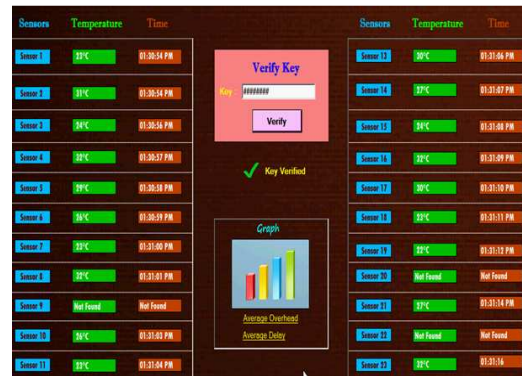 Sensors Temperature Time
Sensor 1 23°C 01:30:54 PM
Sensor 2 31°C 01:30:54 PM
Sensor 3 24°C 01:30:56 PM
Sensor 4 32°C 01:30:57 PM
Sensor 5 29°C 01:30:58 PM
Sensor 6 26°C 01:30:59 PM
Sensor 7 23°C 01:31:00 PM
Sensor 8 32°C 01:31:01 PM
Sensor 9 Not Found Not Found
Sensor 10 26°C 01:31:03 PM
Sensor 11 23°C 01:31:04 PM
Verify Key
Key : ########
Verify
Key Verified
Graph
Average Overhead
Average Delay
Sensors Temperature Time
Sensor 13 30°C 01:31:06 PM
Sensor 14 27°C 01:31:07 PM
Sensor 15 24°C 01:31:08 PM
Sensor 16 22°C 01:31:09 PM
Sensor 17 30°C 01:31:10 PM
Sensor 18 23°C 01:31:11 PM
Sensor 19 22°C 01:31:12 PM
Sensor 20 Not Found Not Found
Sensor 21 27°C 01:31:14 PM
Sensor 22 Not Found Not Found
Sensor 23 32°C 01:31:16